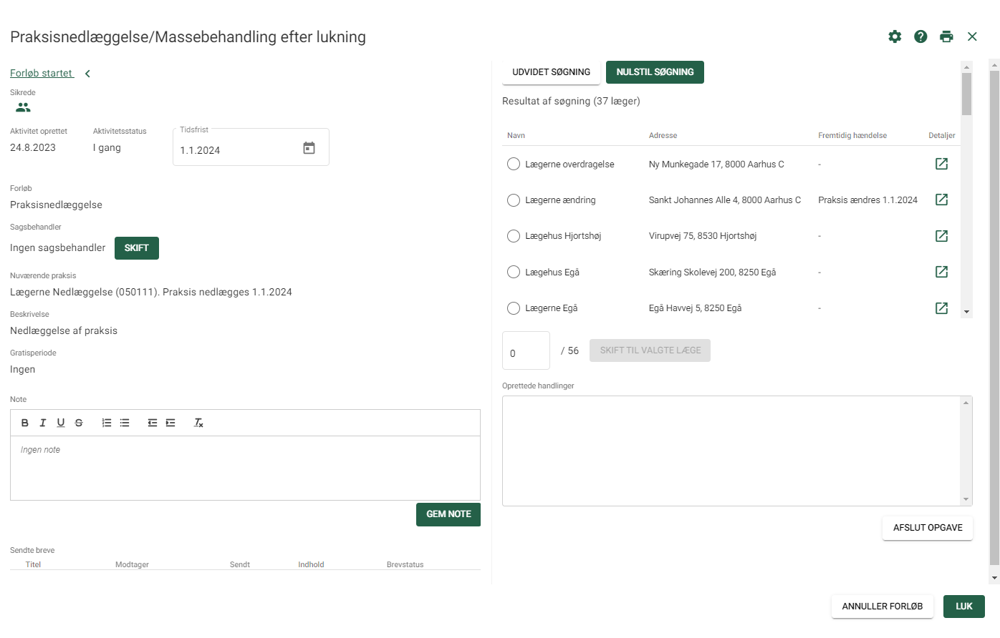 Praksisnedlæggelse/Massebehandling efter lukning
Forløb startet
Sikrede
Aktivitet oprettet
Aktivitetsstatus
Tidsfrist
24.8.2023
I gang
1.1.2024
Forløb
Praksisnedlæggelse
Sagsbehandler
Ingen sagsbehandler SKIFT
Nuværende praksis
Lægerne Nedlæggelse (050111). Praksis nedlægges 1.1.2024
Beskrivelse
Nedlæggelse af praksis
Gratisperiode
Ingen
Note
B I U S
Ingen note
GEM NOTE
Sendte breve
Titel Modtager Sendt Indhold Brevstatus
UDVIDET SØGNING NULSTIL SØGNING
Resultat af søgning (37 læger)
Navn Adresse Fremtidig hændelse Detaljer
Lægerne overdragelse Ny Munkegade 17, 8000 Aarhus C -
Lægerne ændring Sankt Johannes Alle 4, 8000 Aarhus C Praksis ændres 1.1.2024
Lægehus Hjortshøj Virupvej 75, 8530 Hjortshøj -
Lægehus Egå Skæring Skolevej 200, 8250 Egå -
Lægerne Egå Egå Havvej 5, 8250 Egå -
0 / 56 SKIFT TIL VALGTE LÆGE
Oprettede handlinger
AFSLUT OPGAVE
ANNULLER FORLØB LUK